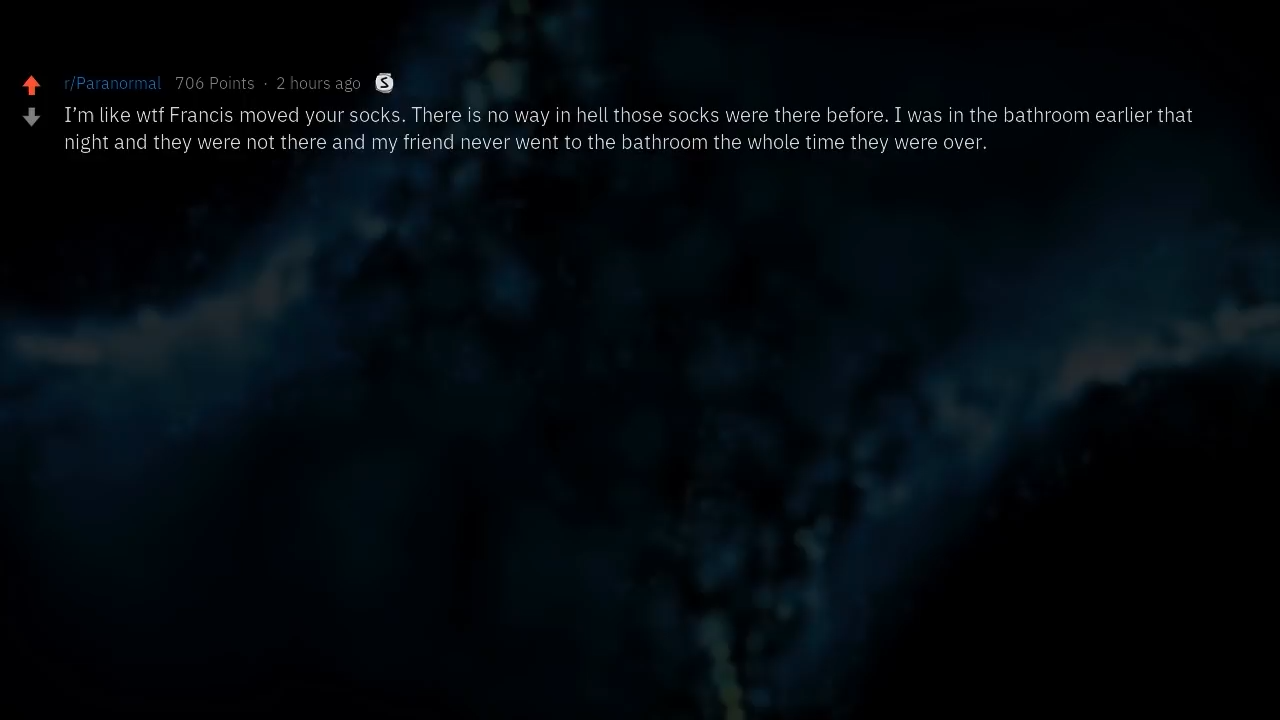 r/Paranormal 706 Points · 2 hours ago S
I’m like wtf Francis moved your socks. There is no way in hell those socks were there before. I was in the bathroom earlier that
night and they were not there and my friend never went to the bathroom the whole time they were over.